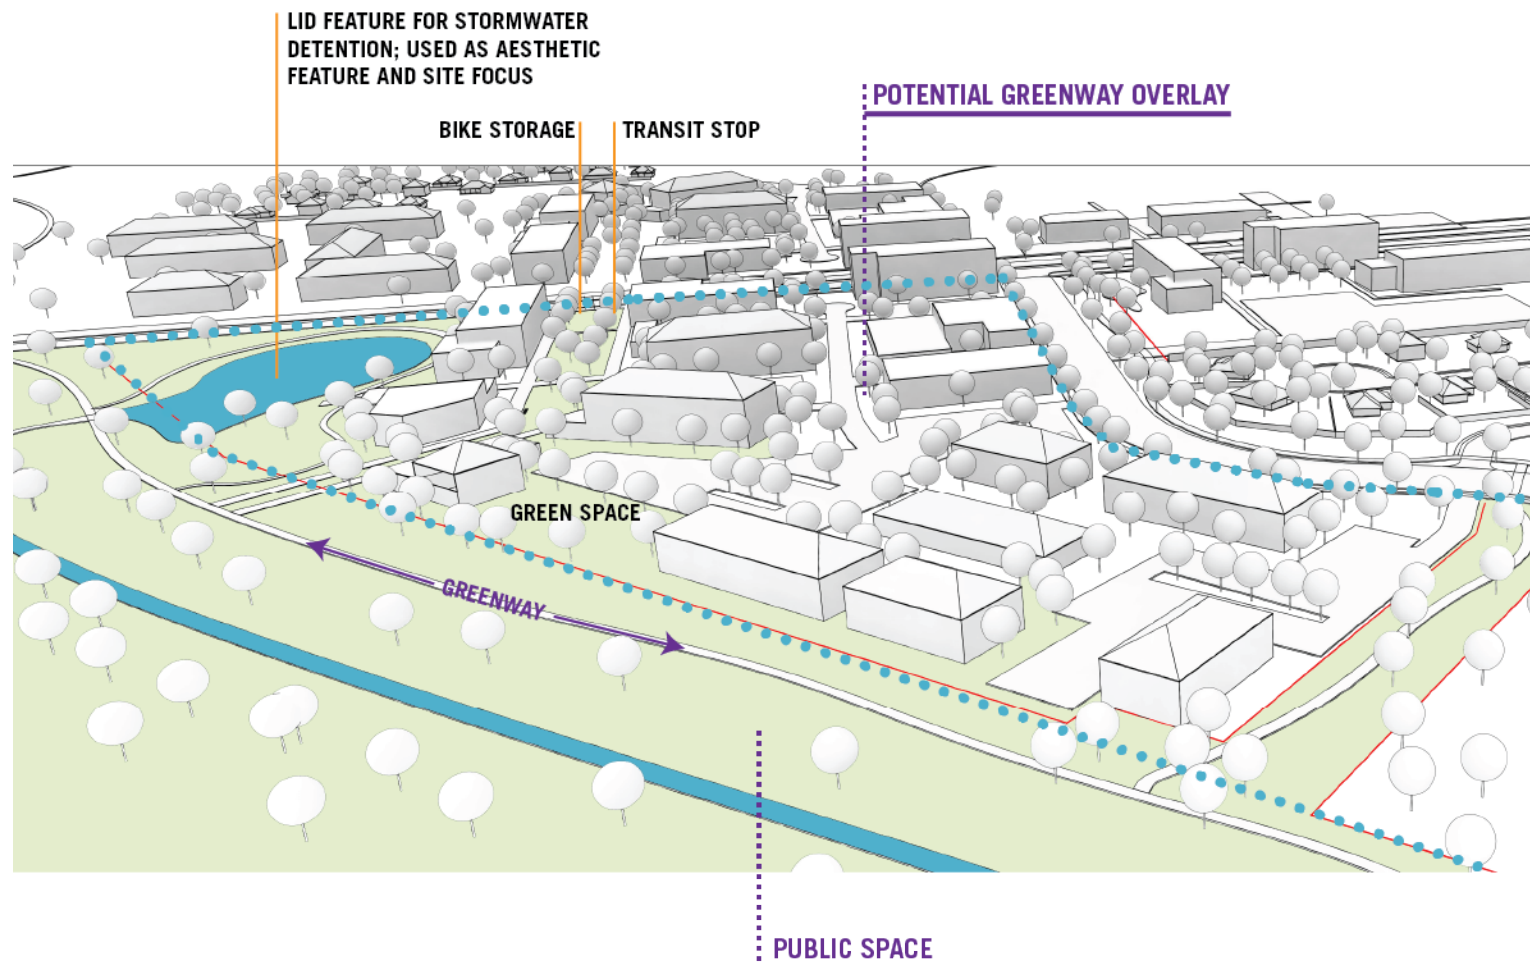 LID FEATURE FOR STORMWATER
DETENTION; USED AS AESTHETIC
FEATURE AND SITE FOCUS
POTENTIAL GREENWAY OVERLAY
BIKE STORAGE
TRANSIT STOP
GREEN SPACE
GREENWAY
PUBLIC SPACE